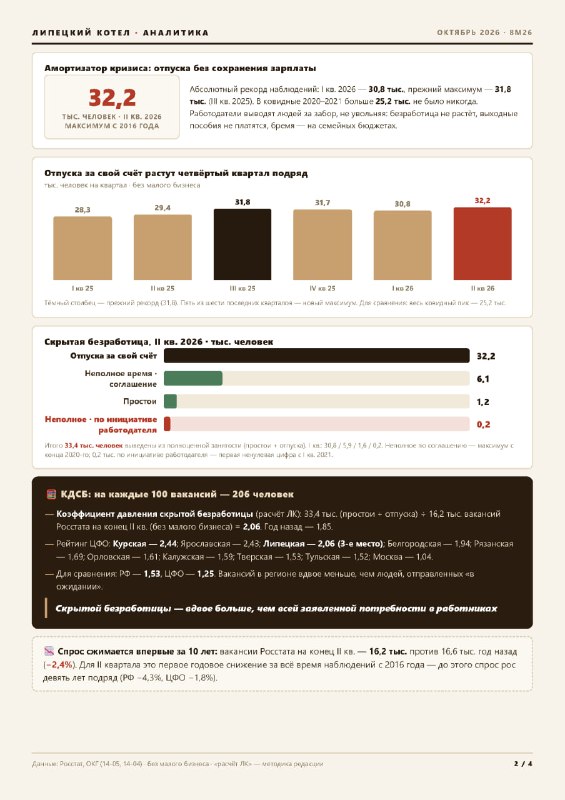 ЛИПЕЦКИЙ КОТЕЛ · АНАЛИТИКА
ОКТЯБРЬ 2026 · 8М26
Амортизатор кризиса: отпуска без сохранения зарплаты
32,2
ТЫС. ЧЕЛОВЕК · II КВ. 2026
МАКСИМУМ С 2016 ГОДА
Абсолютный рекорд наблюдений: I кв. 2026 — 30,8 тыс., прежний максимум — 31,8
тыс. (III кв. 2025). В ковидные 2020–2021 больше 25,2 тыс. не было никогда.
Работодатели выводят людей за забор, не увольняя: безработица не растёт, выходные
пособия не платятся, бремя — на семейных бюджетах.
Отпуска за свой счёт растут четвёртый квартал подряд
тыс. человек на квартал · без малого бизнеса
28,3
29,4
31,8
31,7
30,8
32,2
I кв 25
II кв 25
III кв 25
IV кв 25
I кв 26
II кв 26
Тёмный столбец — прежний рекорд (31,8). Пять из шести последних кварталов — новый максимум. Для сравнения: весь ковидный пик — 25,2 тыс.
Скрытая безработица, II кв. 2026 · тыс. человек
Отпуска за свой счёт
32,2
Неполное время ·
соглашение
6,1
Простои
1,2
Неполное · по инициативе
работодателя
0,2
Итого 33,4 тыс. человек выведены из полноценной занятости (простои + отпуска). I кв.: 30,8 / 5,9 / 1,6 / 0,2. Неполное по соглашению — максимум с
конца 2020-го; 0,2 тыс. по инициативе работодателя — первая ненулевая цифра с I кв. 2021.
КДСБ: на каждые 100 вакансий — 206 человек
— Коэффициент давления скрытой безработицы (расчёт ЛК): 33,4 тыс. (простои + отпуска) ÷ 16,2 тыс. вакансий
Росстата на конец II кв. (без малого бизнеса) = 2,06. Год назад — 1,85.
— Рейтинг ЦФО: Курская — 2,44; Ярославская — 2,43; Липецкая — 2,06 (3-е место); Белгородская — 1,94; Рязанская
— 1,69; Орловская — 1,61; Калужская — 1,59; Тверская — 1,53; Тульская — 1,52; Москва — 1,04.
— Для сравнения: РФ — 1,53, ЦФО — 1,25. Вакансий в регионе вдвое меньше, чем людей, отправленных «в
ожидании».
Скрытой безработицы — вдвое больше, чем всей заявленной потребности в работниках
Спрос сжимается впервые за 10 лет: вакансии Росстата на конец II кв. — 16,2 тыс. против 16,6 тыс. год назад
(−2,4%). Для II квартала это первое годовое снижение за всё время наблюдений с 2016 года — до этого спрос рос
девять лет подряд (РФ −4,3%, ЦФО −1,8%).
Данные: Росстат, ОКГ (14-05, 14-04) · без малого бизнеса · «расчёт ЛК» — методика редакции
2 / 4